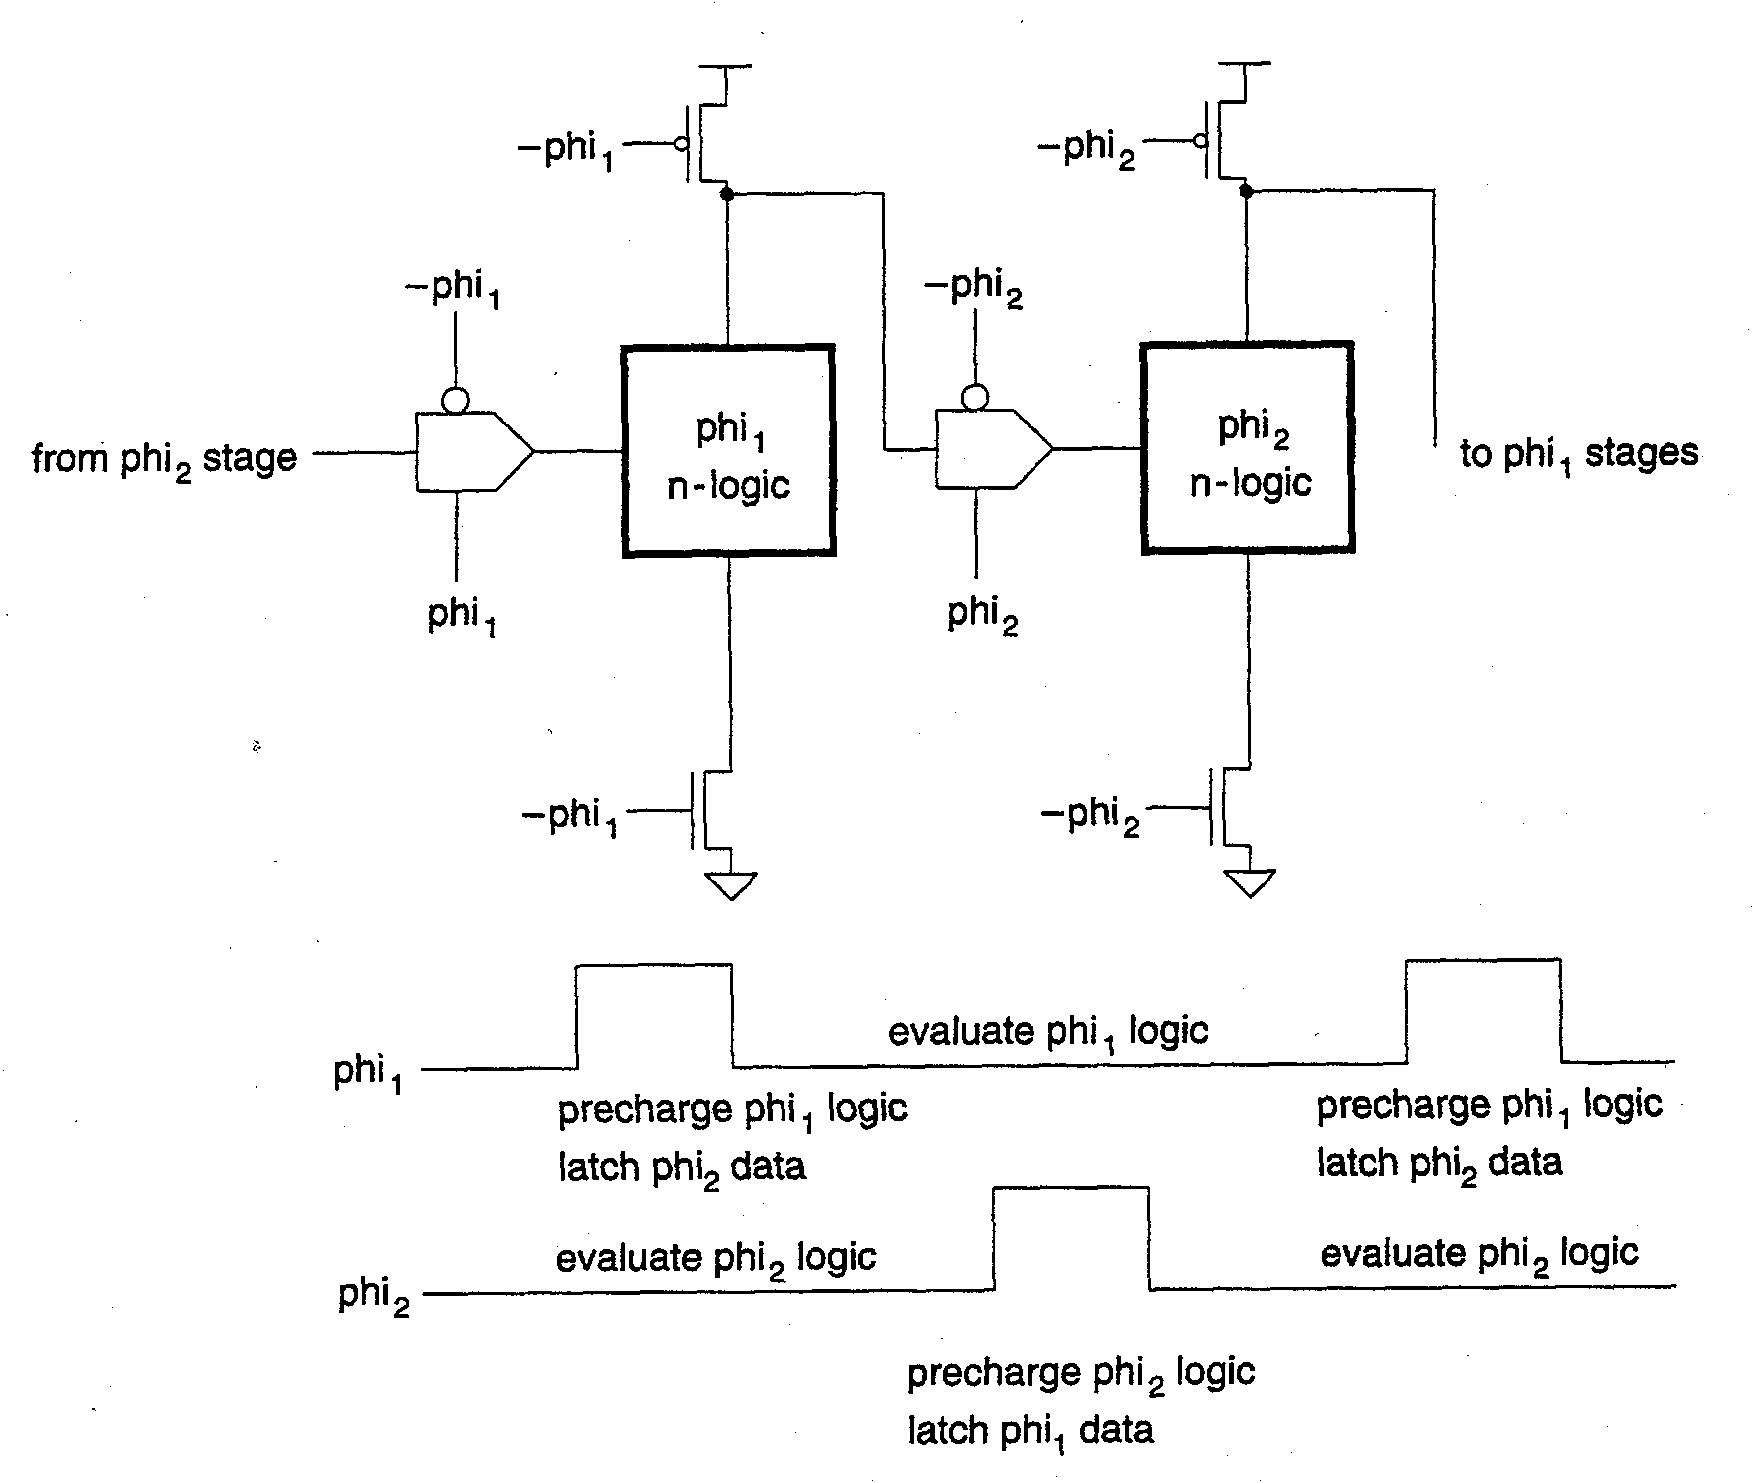 –phi₁
–phi₂
–phi₁
–phi₂
from phi₂ stage
phi₁
n-logic
phi₂
n-logic
to phi₁ stages
phi₁
phi₂
–phi₁
–phi₂
evaluate phi₁ logic
phi₁
precharge phi₁ logic
latch phi₂ data
precharge phi₁ logic
latch phi₂ data
evaluate phi₂ logic
evaluate phi₂ logic
phi₂
precharge phi₂ logic
latch phi₁ data